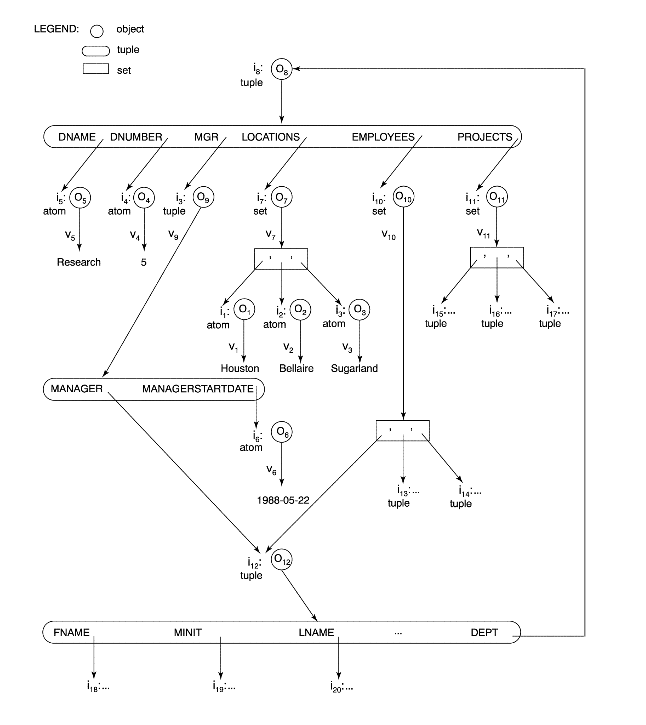 LEGEND: object
tuple
set
i8: O8
tuple
DNAME DNUMBER MGR LOCATIONS EMPLOYEES PROJECTS
i5: O5 i4: O4 i3: O9 i7: O7 i10: O10 i11: O11
atom atom tuple set set set
v5 v4 v9 v7 v10 v11
Research 5
, ,
, ,
i1: O1 i2: O2 i3: O3 i15:... i16:... i17:...
atom atom atom tuple tuple tuple
v1 v2 v3
Houston Bellaire Sugarland
MANAGER MANAGERSTARTDATE
i6: O6
atom
, ,
v6
1988-05-22
i13:... i14:...
tuple tuple
i12: O12
tuple
FNAME MINIT LNAME ... DEPT
i18:... i19:... i20:...